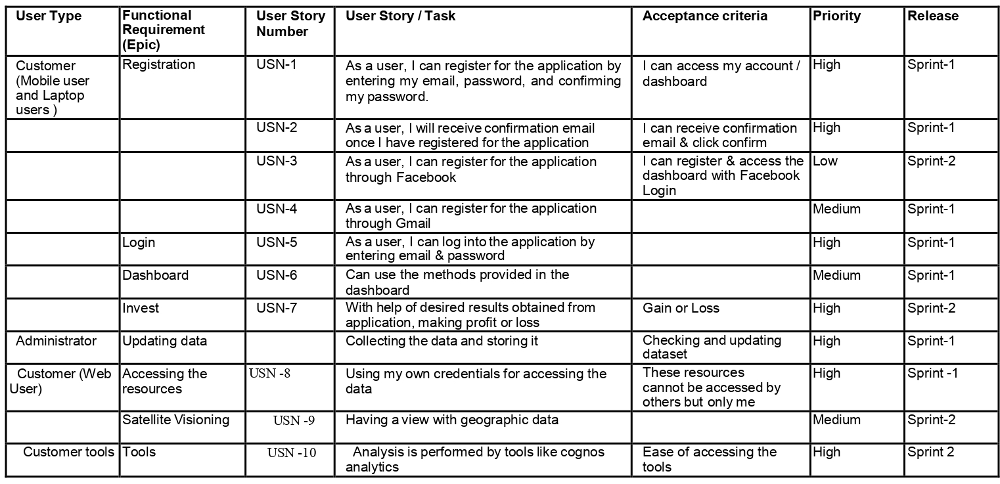 User Type
Functional
Requirement
(Epic)
User Story
Number
User Story / Task
Acceptance criteria
Priority
Release
Customer
(Mobile user
and Laptop
users )
Registration
USN-1
As a user, I can register for the application by
entering my email, password, and confirming
my password.
I can access my account /
dashboard
High
Sprint-1
USN-2
As a user, I will receive confirmation email
once I have registered for the application
I can receive confirmation
email & click confirm
High
Sprint-1
USN-3
As a user, I can register for the application
through Facebook
I can register & access the
dashboard with Facebook
Login
Low
Sprint-2
USN-4
As a user, I can register for the application
through Gmail
Medium
Sprint-1
Login
USN-5
As a user, I can log into the application by
entering email & password
High
Sprint-1
Dashboard
USN-6
Can use the methods provided in the
dashboard
Medium
Sprint-1
Invest
USN-7
With help of desired results obtained from
application, making profit or loss
Gain or Loss
High
Sprint-2
Administrator
Updating data
Collecting the data and storing it
Checking and updating
dataset
High
Sprint-1
Customer (Web
User)
Accessing the
resources
USN -8
Using my own credentials for accessing the
data
These resources
cannot be accessed by
others but only me
High
Sprint -1
Satellite Visioning
USN -9
Having a view with geographic data
Medium
Sprint-2
Customer tools
Tools
USN -10
Analysis is performed by tools like cognos
analytics
Ease of accessing the
tools
High
Sprint 2